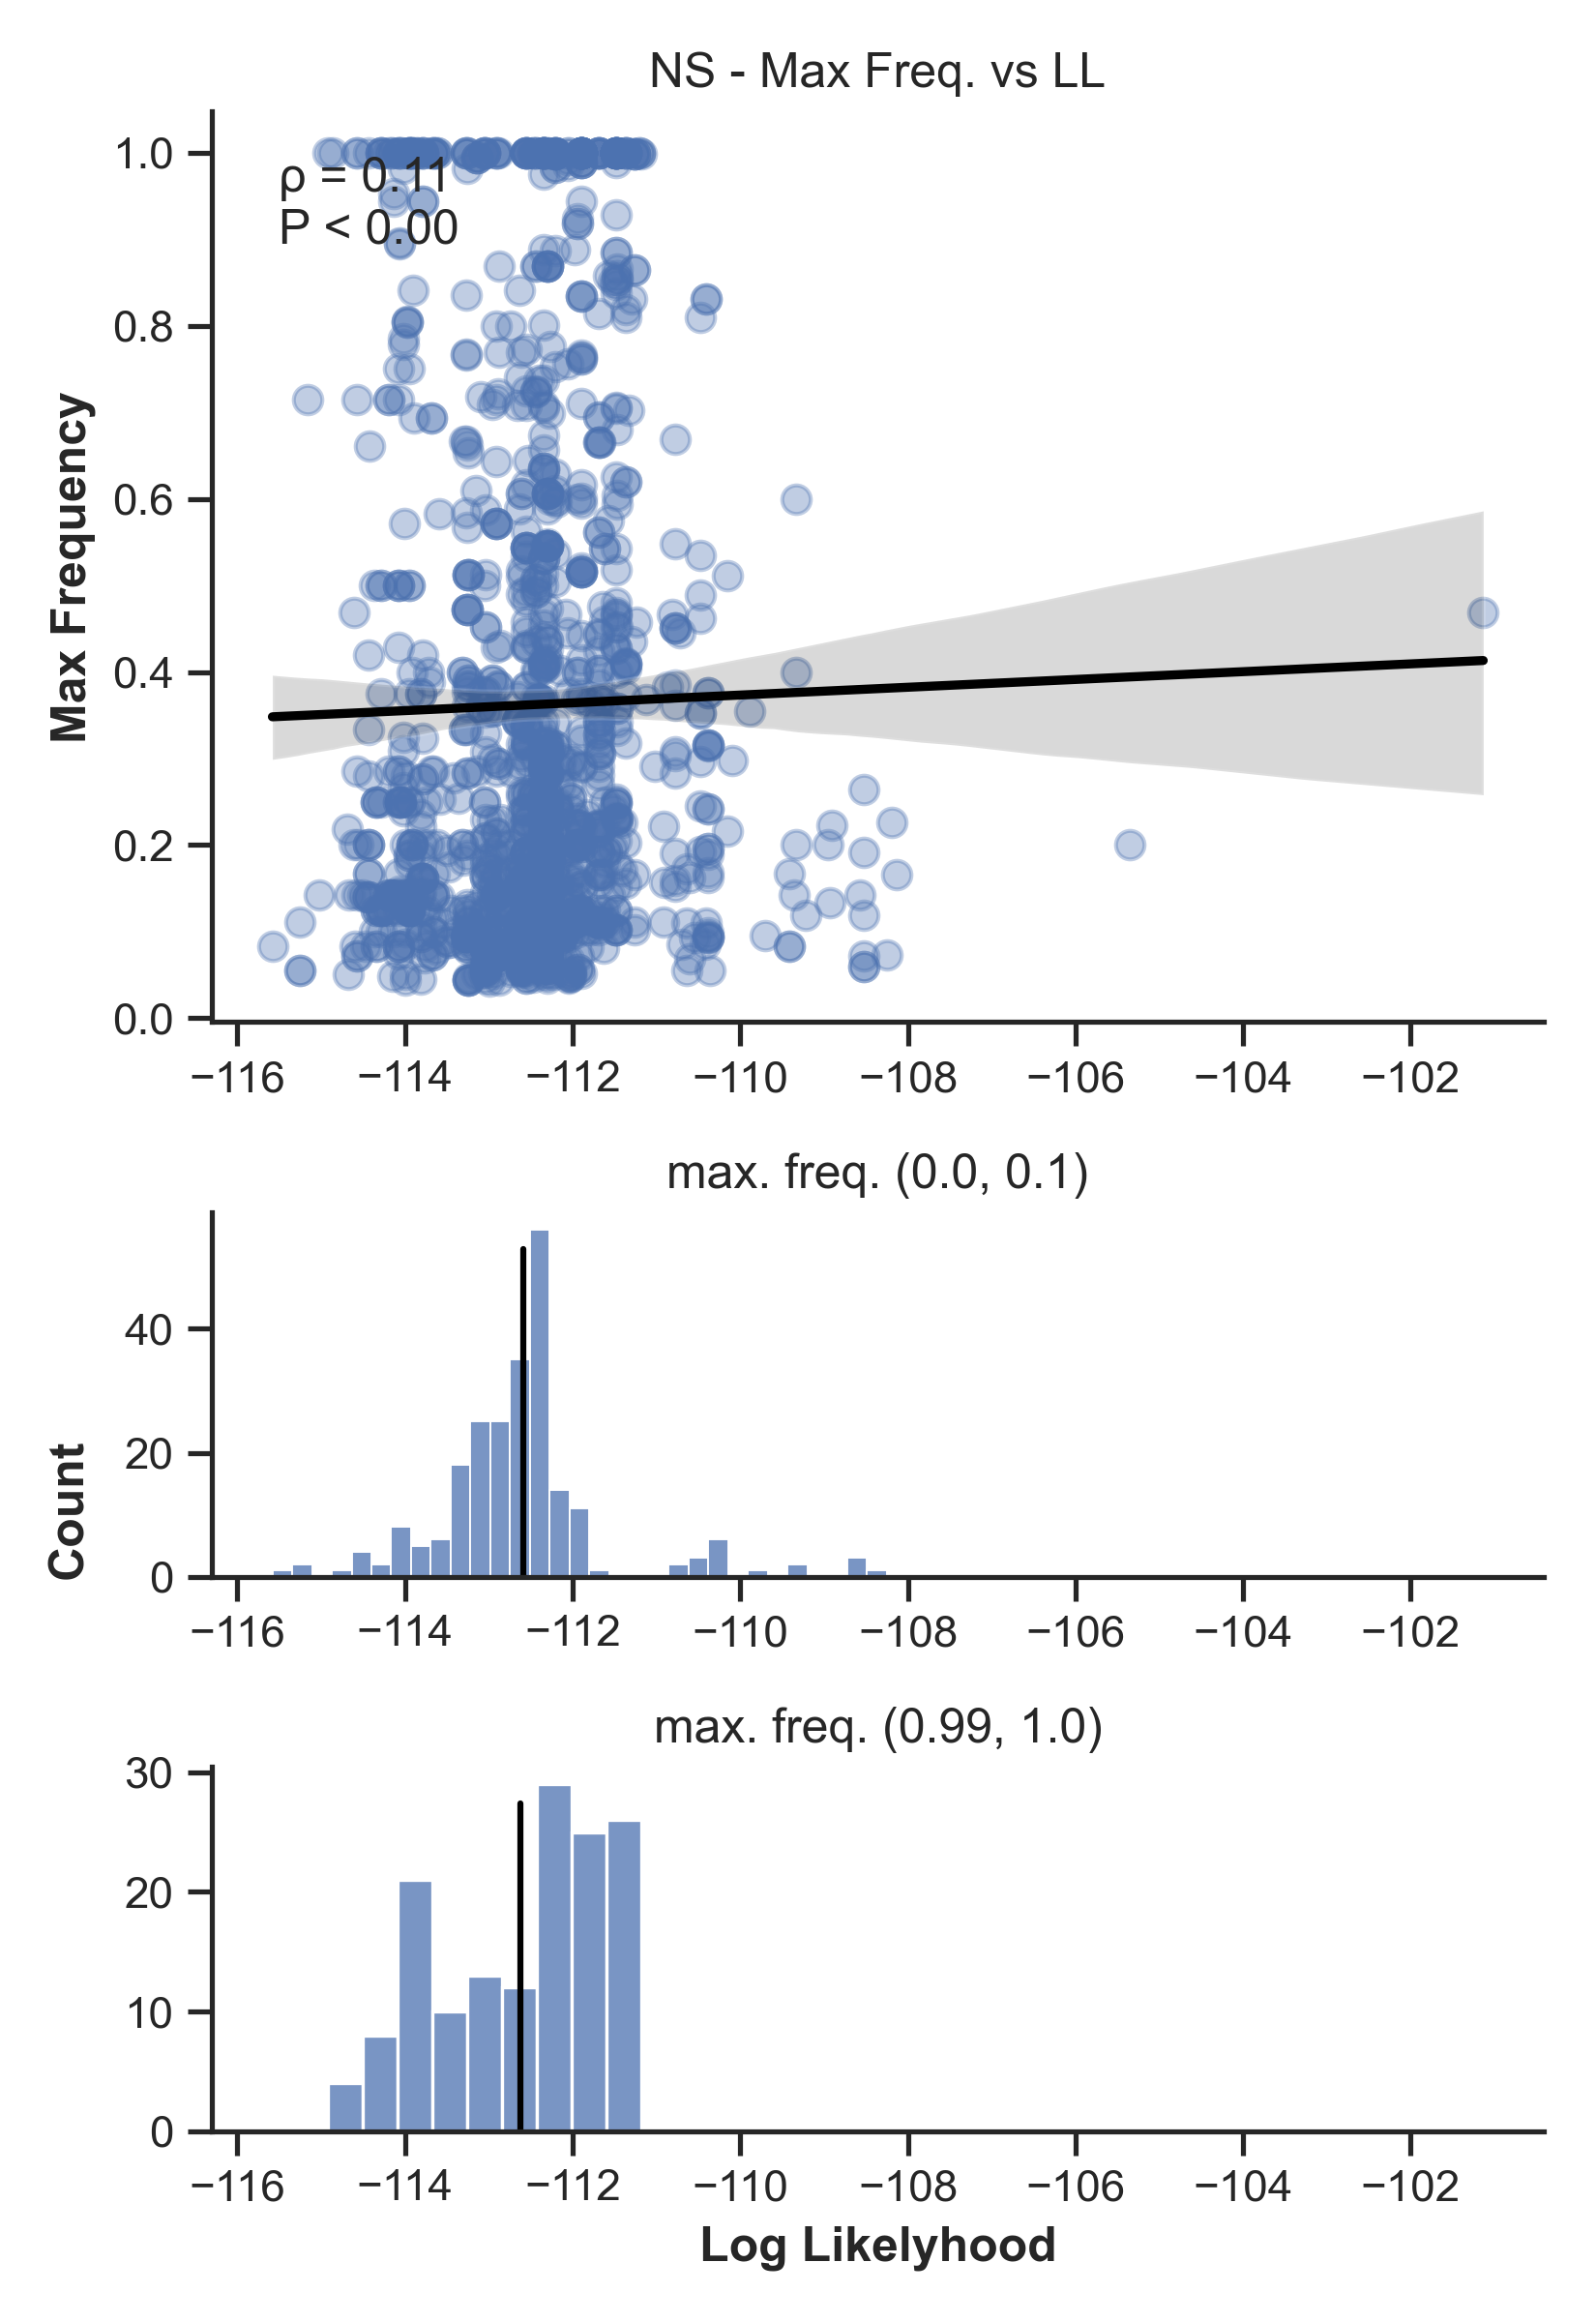 NS - Max Freq. vs LL
1.0
ρ = 0.11
P < 0.00
0.8
0.6
0.4
0.2
0.0
Max Frequency
−116 −114 −112 −110 −108 −106 −104 −102
max. freq. (0.0, 0.1)
40
20
0
Count
−116 −114 −112 −110 −108 −106 −104 −102
max. freq. (0.99, 1.0)
30
20
10
0
−116 −114 −112 −110 −108 −106 −104 −102
Log Likelyhood